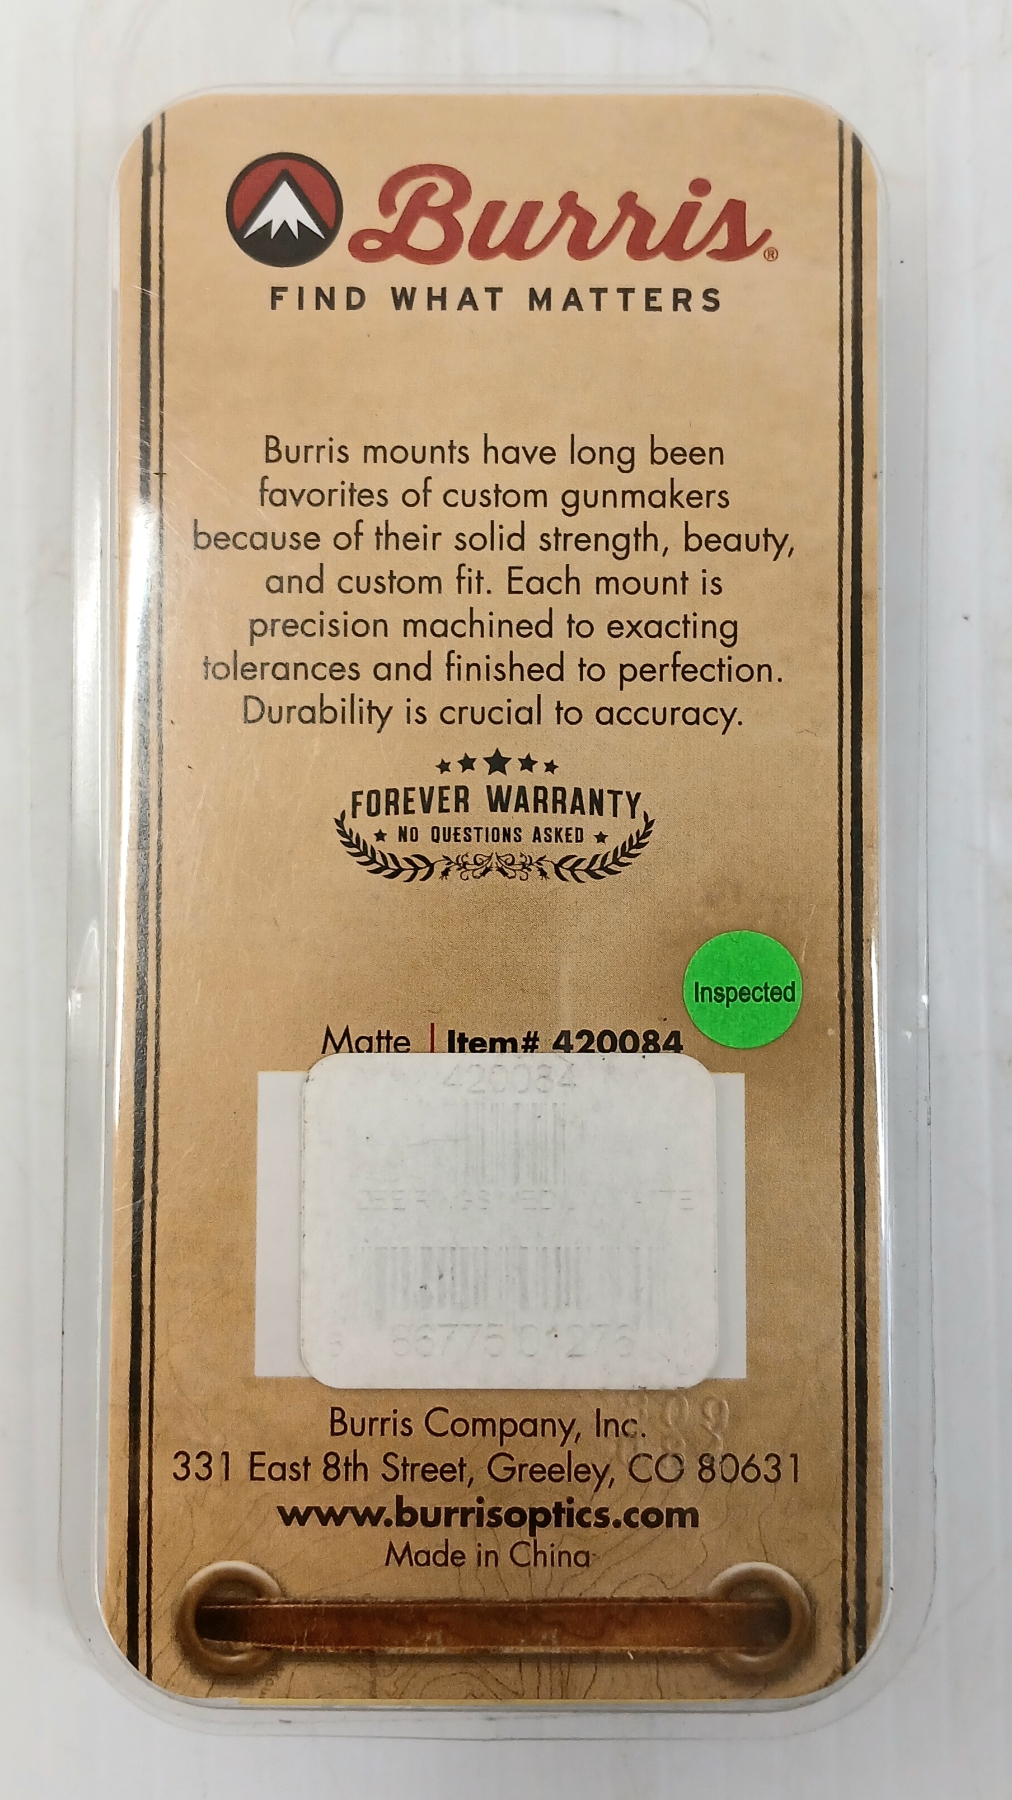 Burris®
FIND WHAT MATTERS
Burris mounts have long been
favorites of custom gunmakers
because of their solid strength, beauty,
and custom fit. Each mount is
precision machined to exacting
tolerances and finished to perfection.
Durability is crucial to accuracy.
FOREVER WARRANTY
NO QUESTIONS ASKED
Inspected
Matte | Item# 420084
420084
Burris Company, Inc.
331 East 8th Street, Greeley, CO 80631
www.burrisoptics.com
Made in China